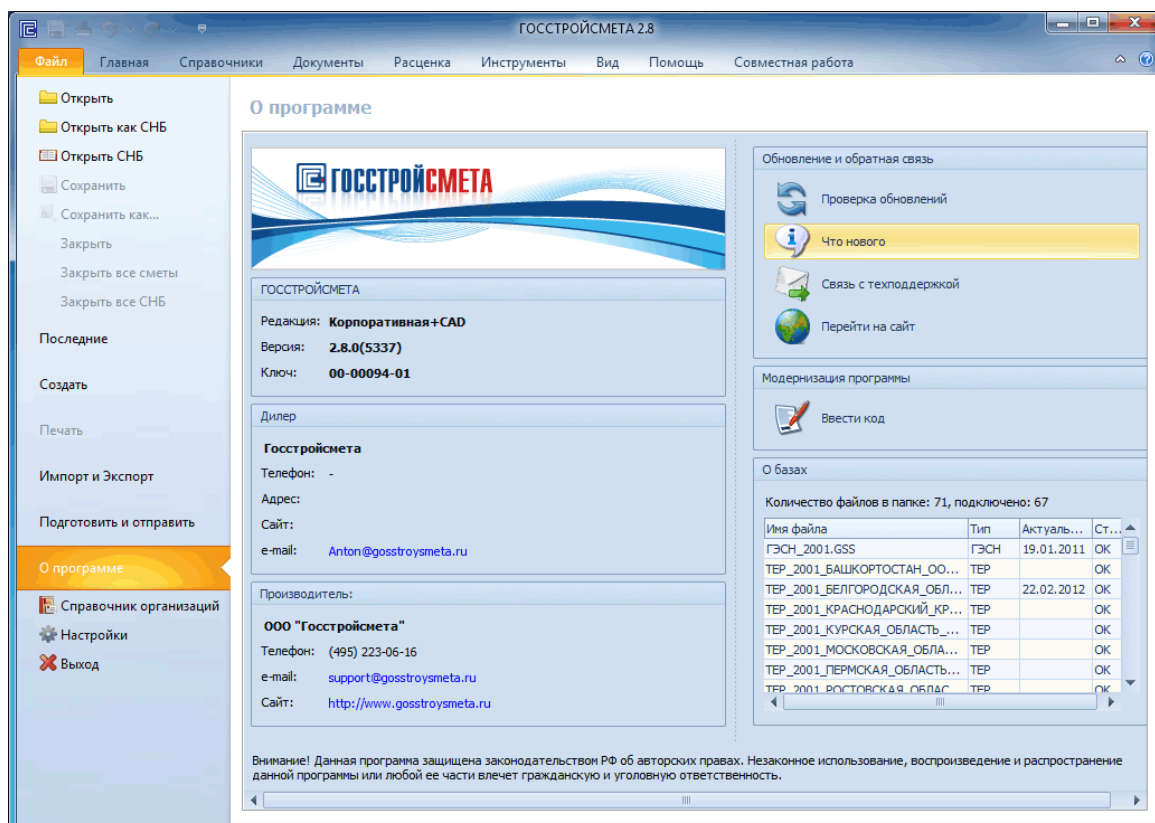 ГОССТРОЙСМЕТА 2.8
Файл Главная Справочники Документы Расценка Инструменты Вид Помощь Совместная работа
Открыть
Открыть как СНБ
Открыть СНБ
Сохранить
Сохранить как...
Закрыть
Закрыть все сметы
Закрыть все СНБ
Последние
Создать
Печать
Импорт и Экспорт
Подготовить и отправить
О программе
Справочник организаций
Настройки
Выход
О программе
ГОССТРОЙСМЕТА
ГОССТРОЙСМЕТА
Редакция: Корпоративная+CAD
Версия: 2.8.0(5337)
Ключ: 00-00094-01
Дилер
Госстройсмета
Телефон: -
Адрес:
Сайт:
e-mail: Anton@gosstroysmeta.ru
Производитель:
ООО "Госстройсмета"
Телефон: (495) 223-06-16
e-mail: support@gosstroysmeta.ru
Сайт: http://www.gosstroysmeta.ru
Обновление и обратная связь
Проверка обновлений
Что нового
Связь с техподдержкой
Перейти на сайт
Модернизация программы
Ввести код
О базах
Количество файлов в папке: 71, подключено: 67
Имя файла Тип Актуаль... Ст...
ГЭСН_2001.GSS ГЭСН 19.01.2011 OK
ТЕР_2001_БАШКОРТОСТАН_ОО... ТЕР OK
ТЕР_2001_БЕЛГОРОДСКАЯ_ОБЛ... ТЕР 22.02.2012 OK
ТЕР_2001_КРАСНОДАРСКИЙ_КР... ТЕР OK
ТЕР_2001_КУРСКАЯ_ОБЛАСТЬ_... ТЕР OK
ТЕР_2001_МОСКОВСКАЯ_ОБЛА... ТЕР OK
ТЕР_2001_ПЕРМСКАЯ_ОБЛАСТЬ... ТЕР OK
ТЕР_2001_РОСТОВСКАЯ_ОБЛАС... ТЕР OK
Внимание! Данная программа защищена законодательством РФ об авторских правах. Незаконное использование, воспроизведение и распространение
данной программы или любой ее части влечет гражданскую и уголовную ответственность.